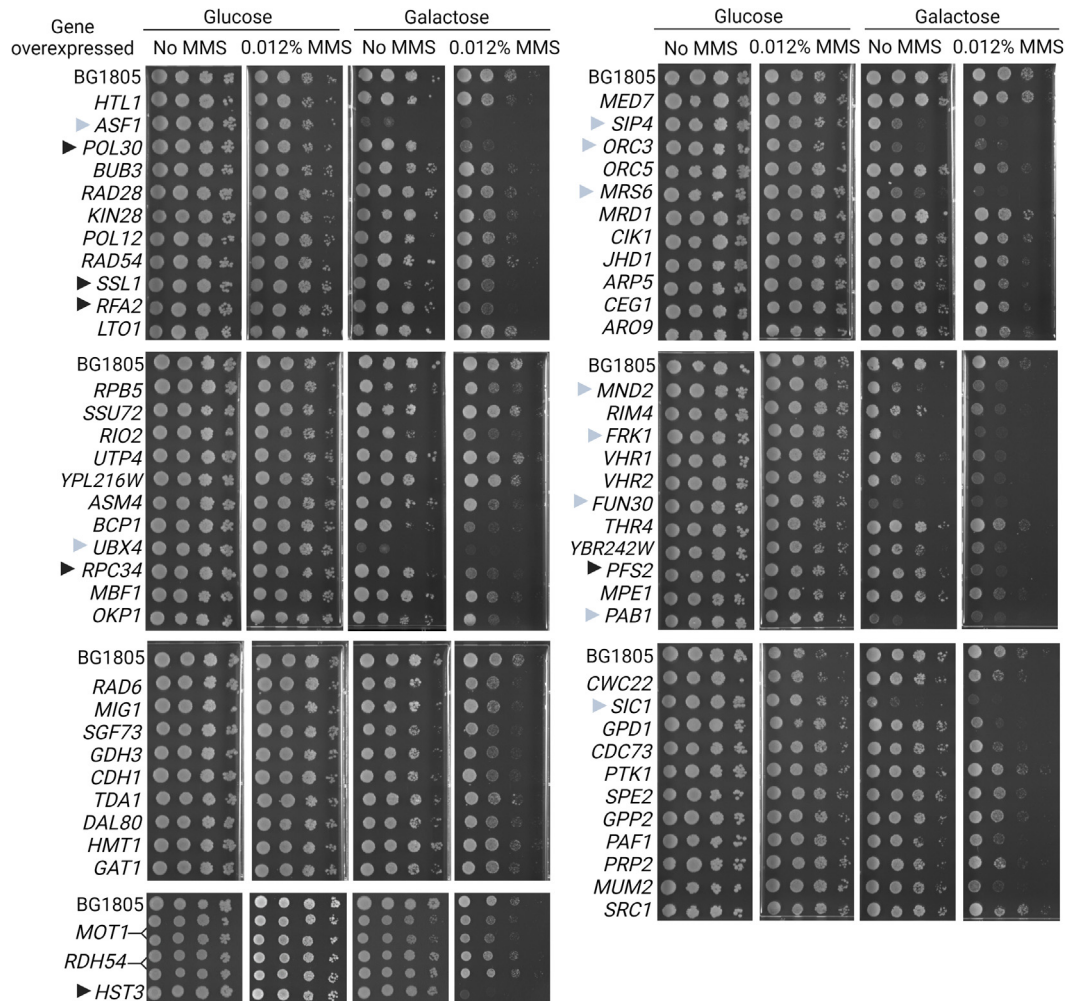 Gene overexpressed
Glucose
Galactose
No MMS
0.012% MMS
No MMS
0.012% MMS
BG1805
HTL1
ASF1
POL30
BUB3
RAD28
KIN28
POL12
RAD54
SSL1
RFA2
LTO1
BG1805
RPB5
SSU72
RIO2
UTP4
YPL216W
ASM4
BCP1
UBX4
RPC34
MBF1
OKP1
BG1805
RAD6
MIG1
SGF73
GDH3
CDH1
TDA1
DAL80
HMT1
GAT1
BG1805
MOT1
RDH54
HST3
Glucose
Galactose
No MMS
0.012% MMS
No MMS
0.012% MMS
BG1805
MED7
SIP4
ORC3
ORC5
MRS6
MRD1
CIK1
JHD1
ARP5
CEG1
ARO9
BG1805
MND2
RIM4
FRK1
VHR1
VHR2
FUN30
THR4
YBR242W
PFS2
MPE1
PAB1
BG1805
CWC22
SIC1
GPD1
CDC73
PTK1
SPE2
GPP2
PAF1
PRP2
MUM2
SRC1